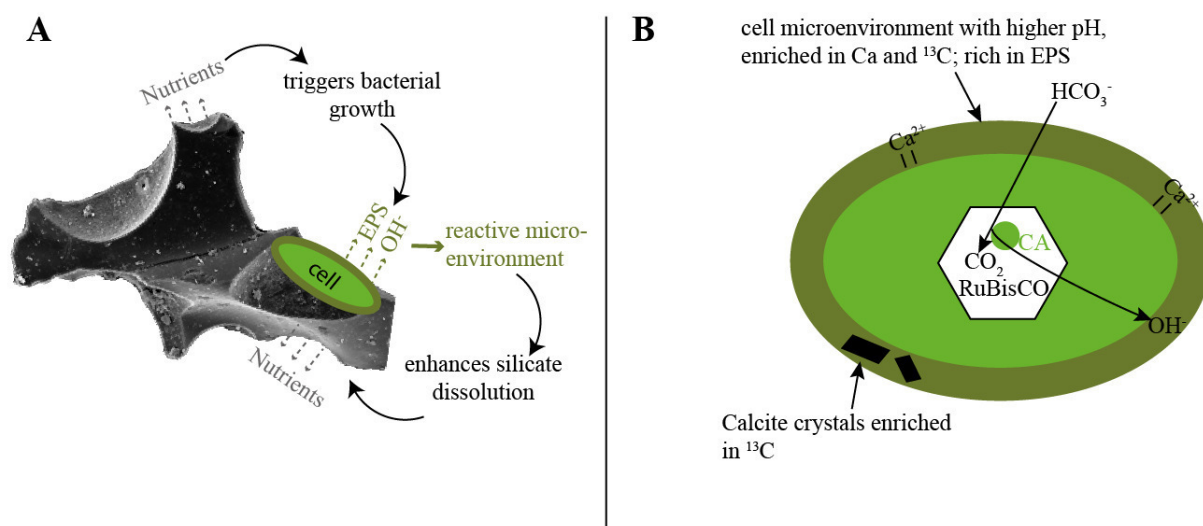 A
Nutrients
triggers bacterial
growth
EPS
OH⁻
cell
reactive micro-
environment
enhances silicate
dissolution
Nutrients
B
cell microenvironment with higher pH,
enriched in Ca and ¹³C; rich in EPS
HCO₃⁻
Ca²⁺
Ca²⁺
CA
CO₂
RuBisCO
OH⁻
Calcite crystals enriched
in ¹³C